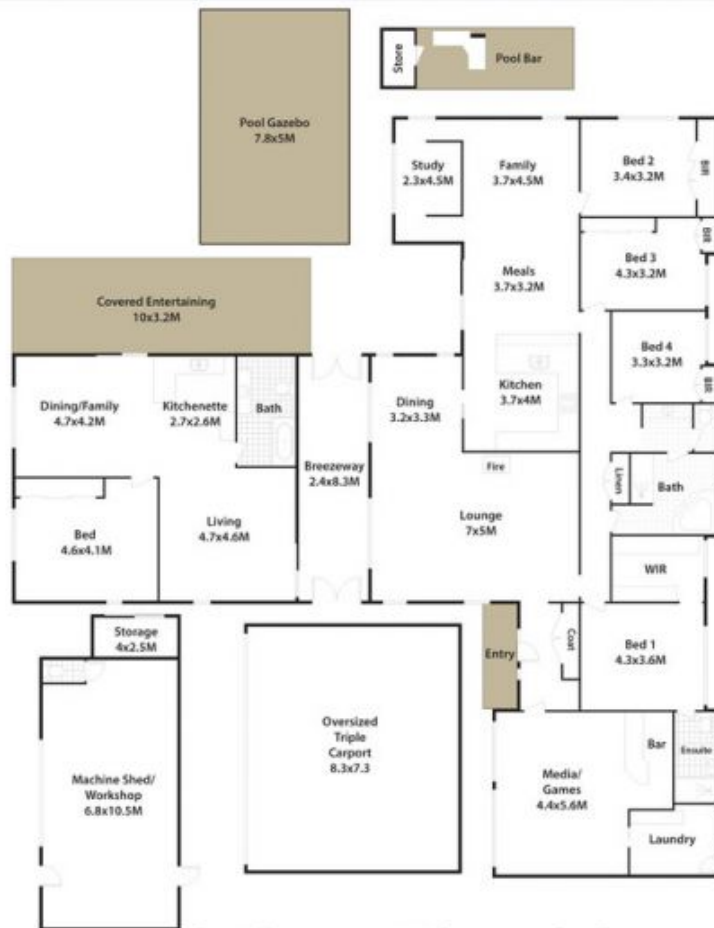 Store
Pool Bar
Pool Gazebo
7.8x5M
Study
2.3x4.5M
Family
3.7x4.5M
Bed 2
3.4x3.2M
BIR
Bed 3
4.3x3.2M
BIR
Meals
3.7x3.2M
Covered Entertaining
10x3.2M
Bed 4
3.3x3.2M
BIR
Kitchen
3.7x4M
Dining/Family
4.7x4.2M
Kitchenette
2.7x2.6M
Bath
Dining
3.2x3.3M
Breezeway
2.4x8.3M
Fire
Linen
Bath
Lounge
7x5M
Living
4.7x4.6M
Bed
4.6x4.1M
WIR
Storage
4x2.5M
Entry
Coat
Bed 1
4.3x3.6M
Oversized
Triple
Carport
8.3x7.3
Bar
Ensuite
Machine Shed/
Workshop
6.8x10.5M
Media/
Games
4.4x5.6M
Laundry